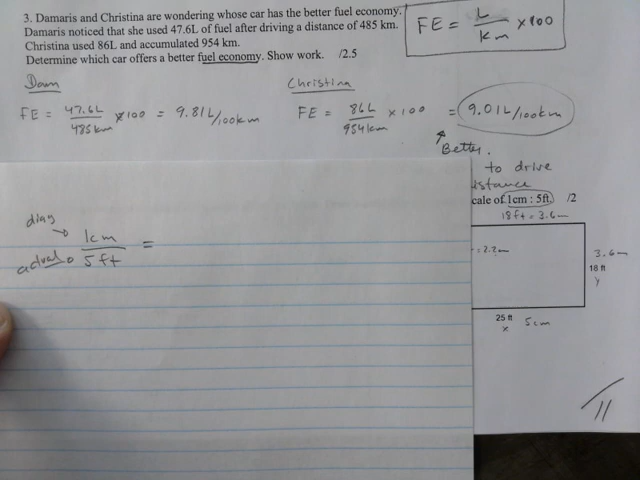 3. Damaris and Christina are wondering whose car has the better fuel economy.
Damaris noticed that she used 47.6L of fuel after driving a distance of 485 km.
Christina used 86L and accumulated 954 km.
Determine which car offers a better fuel economy. Show work. /2.5
FE = L/km × 100
Dam
FE = 47.6L/485km × 100 = 9.81L/100km
Christina
FE = 86L/954km × 100 = 9.01L/100km
Better.
to drive
istance
cale of 1cm : 5ft. /2
18ft = 3.6
diag
1cm/5ft =
actual
3.6
18 ft
y
25 ft 5cm
x
/11